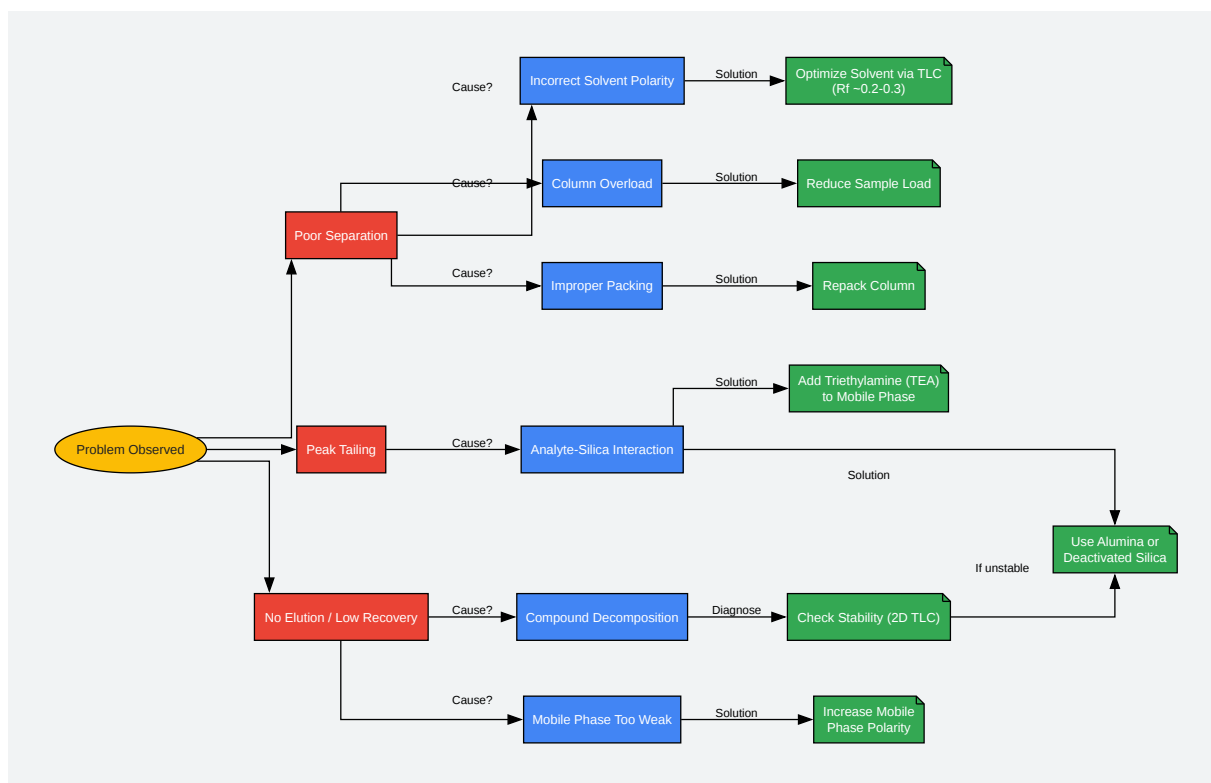 Cause?
Incorrect Solvent Polarity
Solution
Optimize Solvent via TLC
(Rf ~0.2-0.3)
Cause?
Column Overload
Solution
Reduce Sample Load
Poor Separation
Cause?
Improper Packing
Solution
Repack Column
Solution
Add Triethylamine (TEA)
to Mobile Phase
Problem Observed
Peak Tailing
Cause?
Analyte-Silica Interaction
Solution
Use Alumina or
Deactivated Silica
If unstable
No Elution / Low Recovery
Cause?
Compound Decomposition
Diagnose
Check Stability (2D TLC)
Cause?
Mobile Phase Too Weak
Solution
Increase Mobile
Phase Polarity